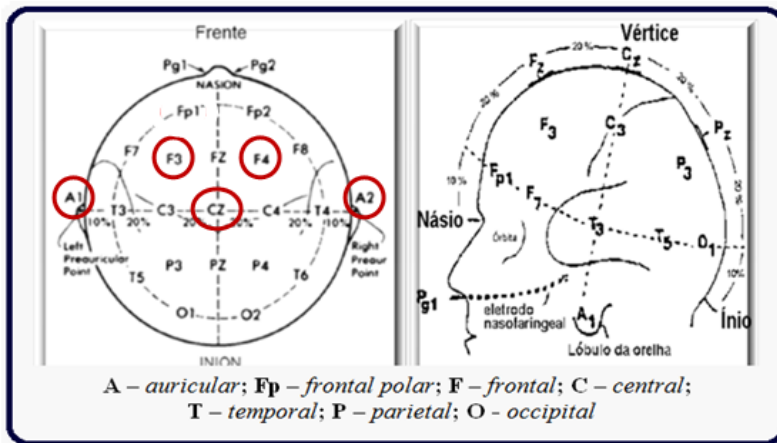 Frente
Pg1 Pg2
NASION
Fp1 Fp2
F7 F3 FZ F4 F8
A1 T3 C3 CZ C4 T4 A2
10% 20% 20% 20% 20% 10%
Left
Preauricular
Point
Right
Preaur
Point
T5 P3 PZ P4 T6
O1 O2
INION
Vértice
20% Cz 20%
Fz
20%
F3 C3 Pz
P3
10% Fp1 F7 20%
Násio
Órbita
T3 T5 O1
10%
Pg1
eletrodo
nasofaringeal
A1
Ínio
Lóbulo da orelha
A – auricular; Fp – frontal polar; F – frontal; C – central;
T – temporal; P – parietal; O - occipital